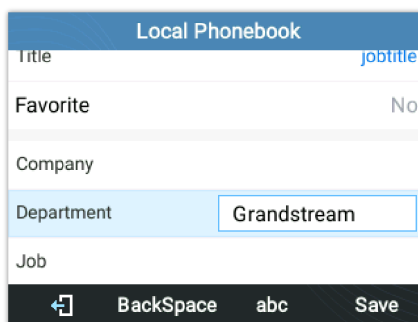 Local Phonebook
Title jobtitle
Favorite No
Company
Department Grandstream
Job
BackSpace abc Save